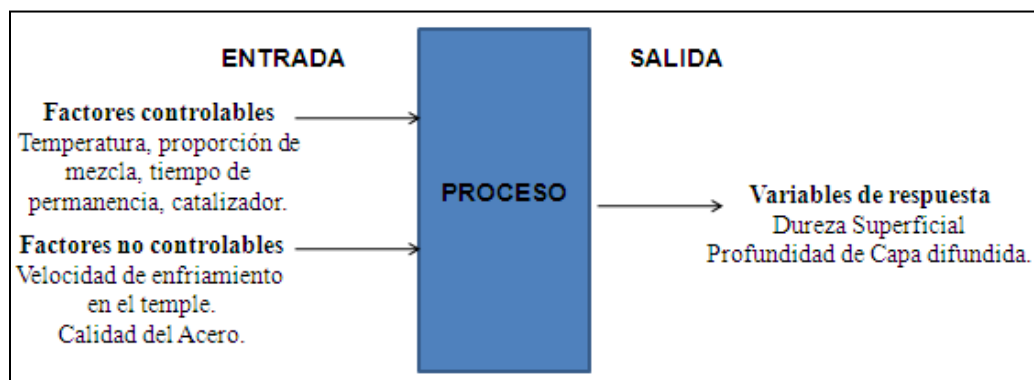 ENTRADA
Factores controlables
Temperatura, proporción de
mezcla, tiempo de
permanencia, catalizador.
Factores no controlables
Velocidad de enfriamiento
en el temple.
Calidad del Acero.
PROCESO
SALIDA
Variables de respuesta
Dureza Superficial
Profundidad de Capa difundida.